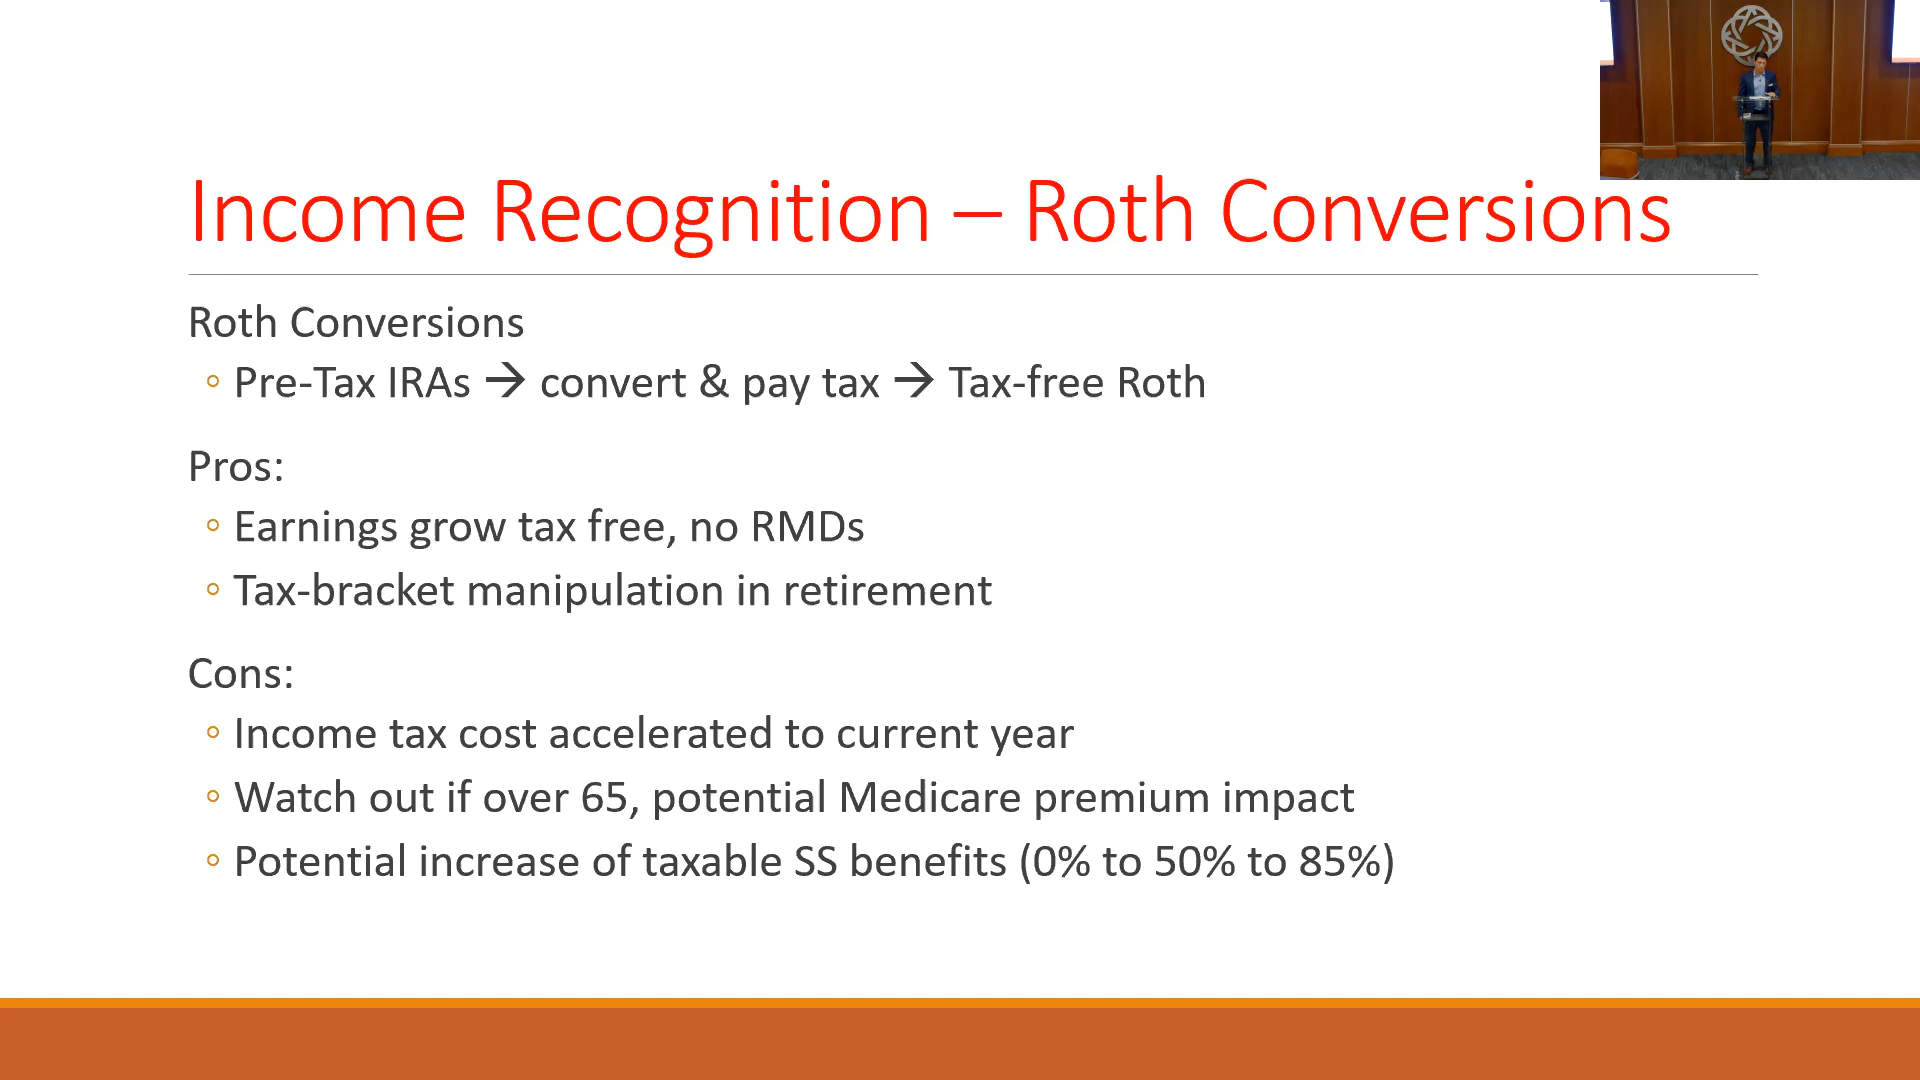 Income Recognition – Roth Conversions
Roth Conversions
◦ Pre-Tax IRAs → convert & pay tax → Tax-free Roth
Pros:
◦ Earnings grow tax free, no RMDs
◦ Tax-bracket manipulation in retirement
Cons:
◦ Income tax cost accelerated to current year
◦ Watch out if over 65, potential Medicare premium impact
◦ Potential increase of taxable SS benefits (0% to 50% to 85%)